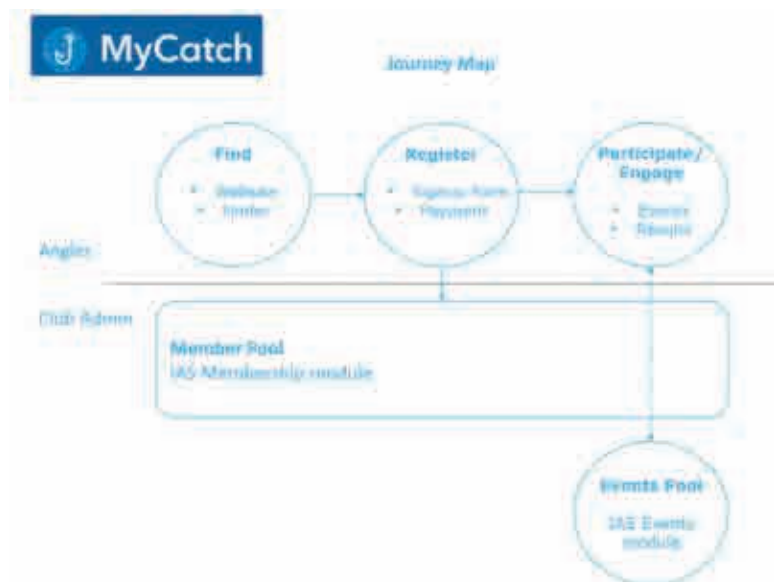 MyCatch
Journey Map
Find
• Website
Register
• Signup Form
• Payment
Participate /
Engage
• Events
• Results
Angler
Club Admin
Member Pool
IAS Membership module
Events Pool
IAS Events
module